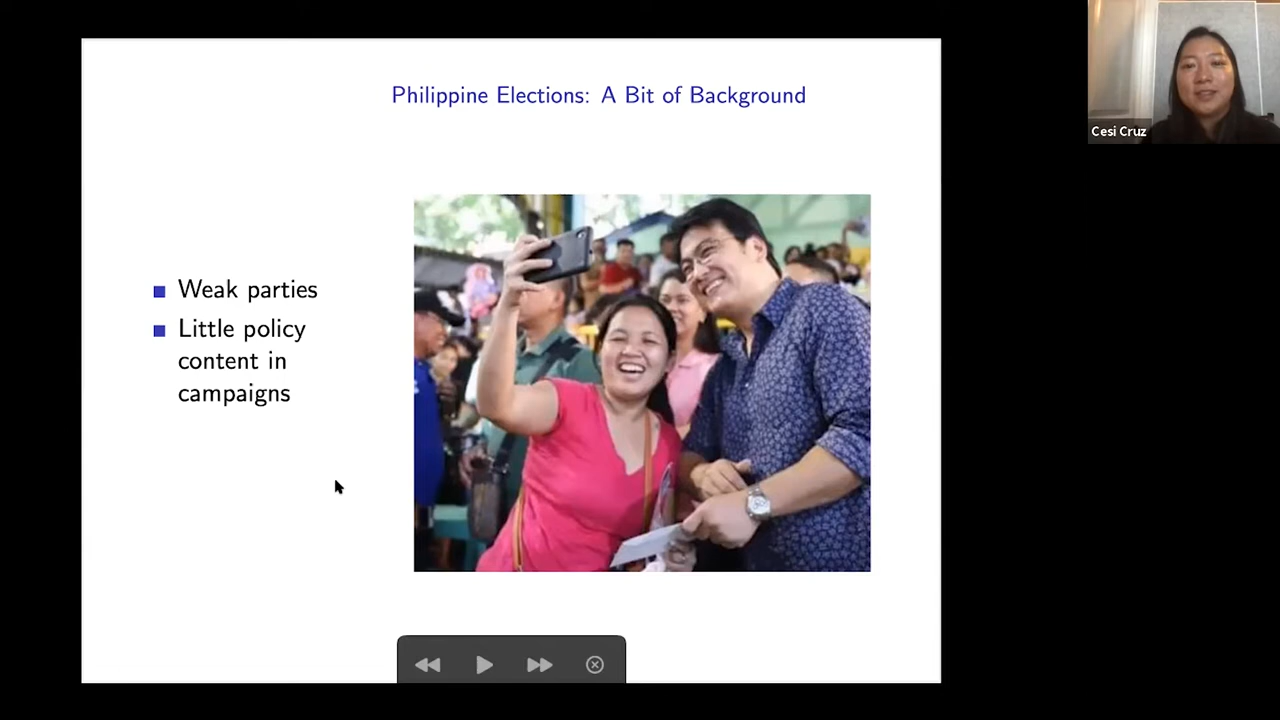 Philippine Elections: A Bit of Background
Cesi Cruz
Weak parties
Little policy
content in
campaigns